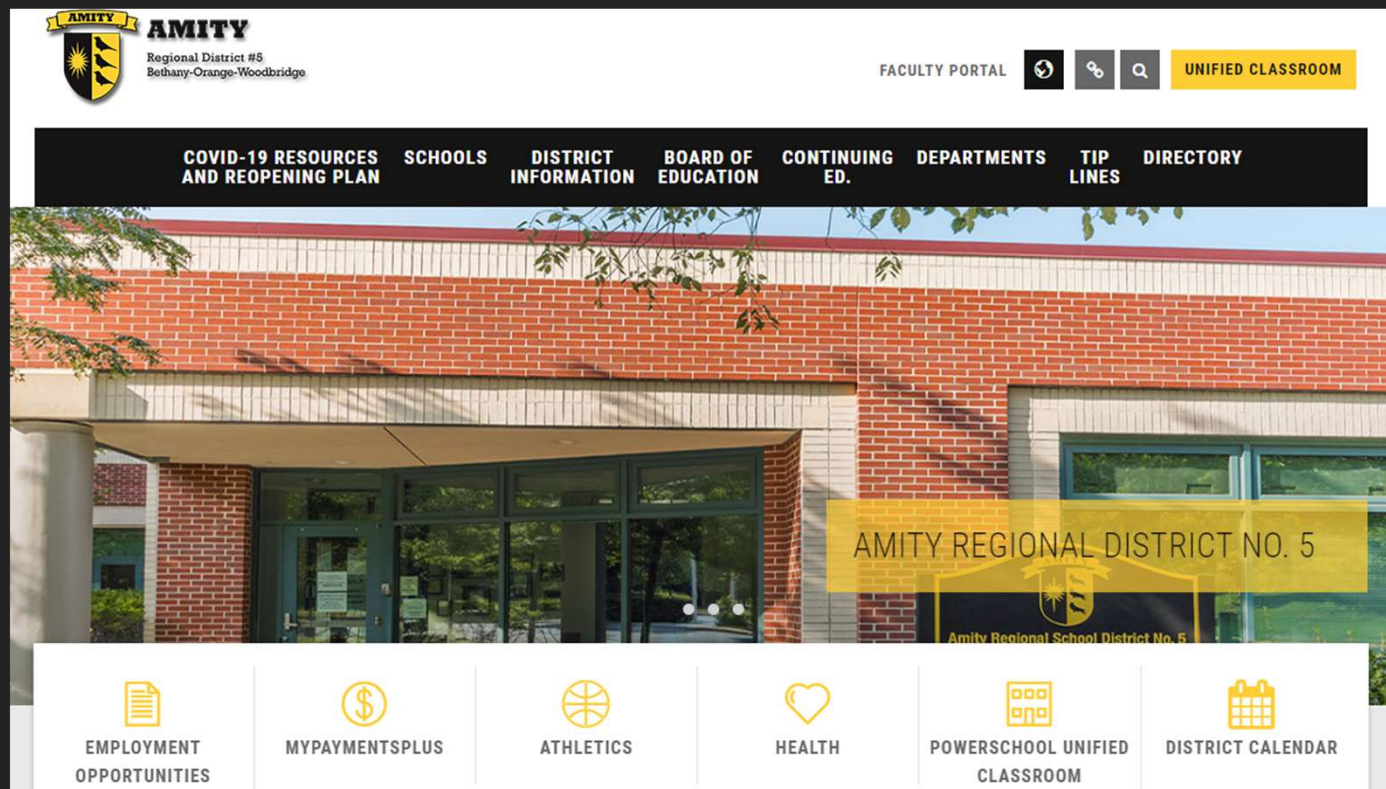 AMITY
AMITY
Regional District #5
Bethany-Orange-Woodbridge
FACULTY PORTAL
UNIFIED CLASSROOM
COVID-19 RESOURCES
AND REOPENING PLAN
SCHOOLS
DISTRICT
INFORMATION
BOARD OF
EDUCATION
CONTINUING
ED.
DEPARTMENTS
TIP
LINES
DIRECTORY
AMITY REGIONAL DISTRICT NO. 5
AMITY
Amity Regional School District No. 5
EMPLOYMENT
OPPORTUNITIES
MYPAYMENTSPLUS
ATHLETICS
HEALTH
POWERSCHOOL UNIFIED
CLASSROOM
DISTRICT CALENDAR